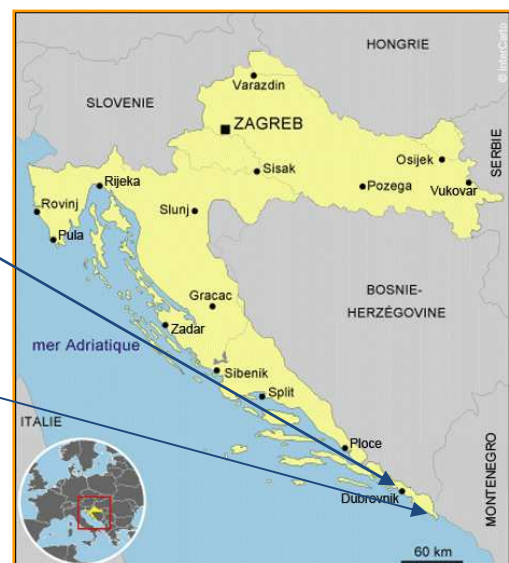 HONGRIE
© InterCarto
Varazdin
SLOVENIE
ZAGREB
SERBIE
Osijek
Sisak
Pozega
Vukovar
Rijeka
Rovinj
Slunj
Pula
BOSNIE-
HERZÉGOVINE
Gracac
Zadar
mer Adriatique
Sibenik
Split
ITALIE
Ploce
MONTENEGRO
Dubrovnik
60 km